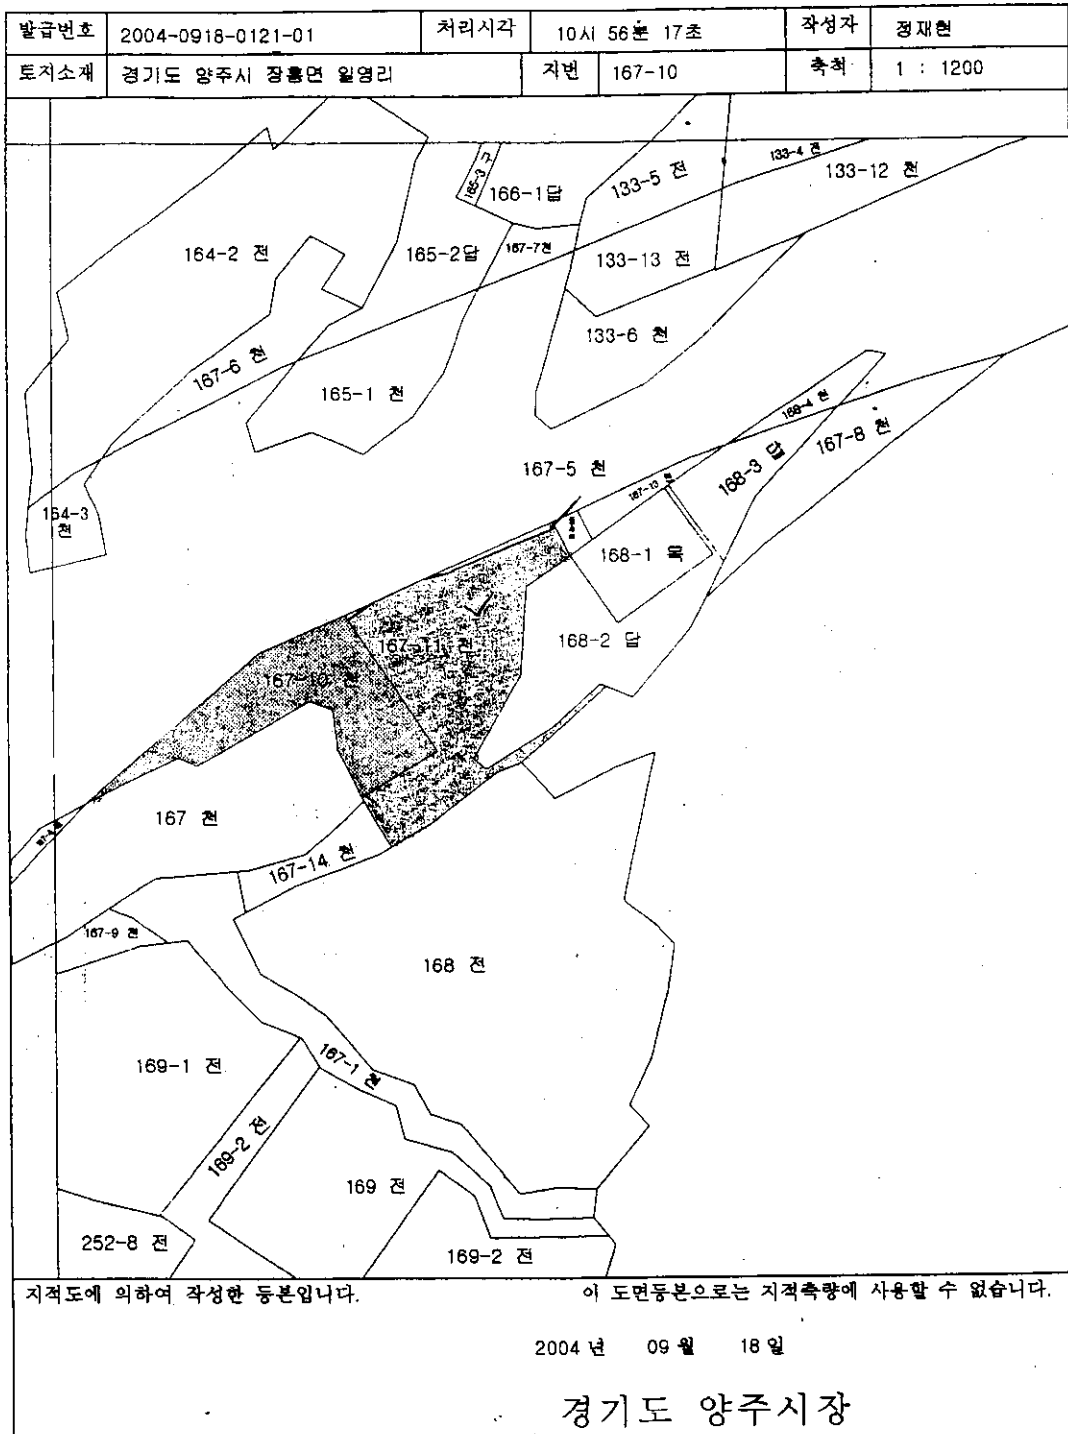 발급번호 2004-0918-0121-01 처리시각 10시 56분 17초 작성자 정재현
토지소재 경기도 양주시 장흥면 일영리 지번 167-10 축척 1 : 1200
133-4 전
165-3 구
166-1답
133-5 전
133-12 천
164-2 전
165-2답
167-7천
133-13 전
133-6 천
167-6 천
165-1 천
168-4 천
167-8 천
167-5 천
168-3 답
167-13
164-3
천
168-1 목
167-11 전
168-2 답
167-10
167 천
167-14 천
167-9 천
168 전
169-1 전
167-1
169-2 전
169 전
252-8 전
169-2 전
지적도에 의하여 작성한 등본입니다. 이 도면등본으로는 지적측량에 사용할 수 없습니다.
2004 년 09 월 18 일
경기도 양주시장